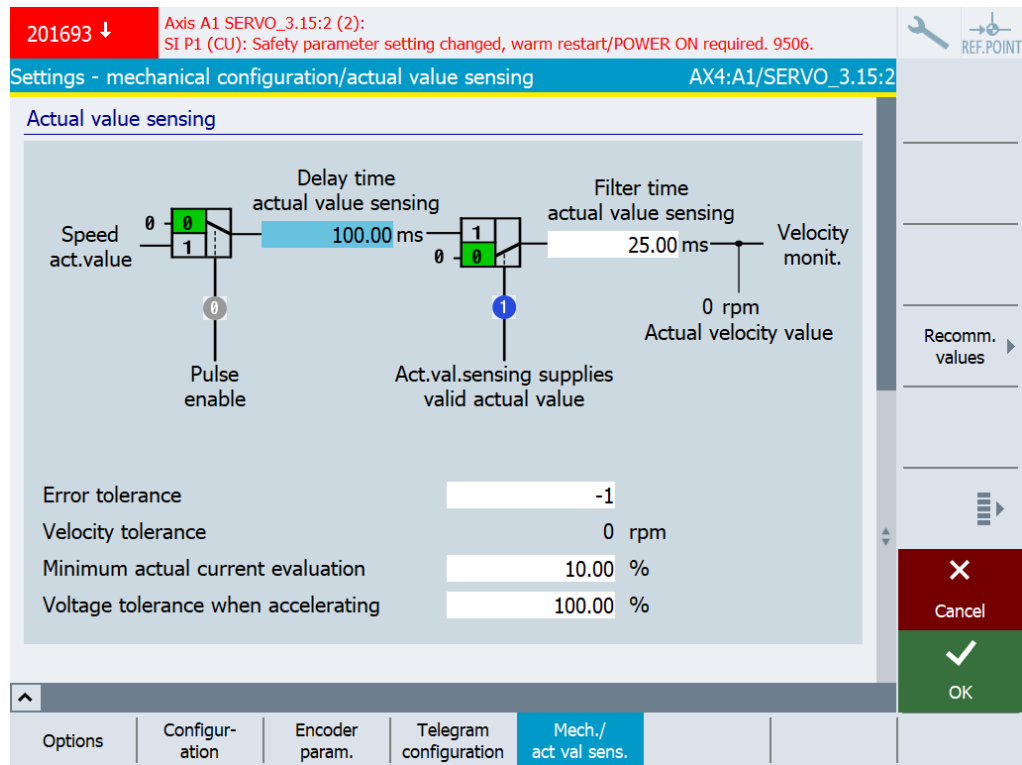 201693
Axis A1 SERVO_3.15:2 (2):
SI P1 (CU): Safety parameter setting changed, warm restart/POWER ON required. 9506.
REF.POINT
Settings - mechanical configuration/actual value sensing
AX4:A1/SERVO_3.15:2
Actual value sensing
Delay time
actual value sensing
Filter time
actual value sensing
Speed
act.value
0
0
1
100.00 ms
1
0
0
25.00 ms
Velocity
monit.
0
1
0 rpm
Actual velocity value
Pulse
enable
Act.val.sensing supplies
valid actual value
Recomm.
values
Error tolerance
-1
Velocity tolerance
0 rpm
Minimum actual current evaluation
10.00 %
Voltage tolerance when accelerating
100.00 %
Cancel
OK
Options
Configur-
ation
Encoder
param.
Telegram
configuration
Mech./
act val sens.